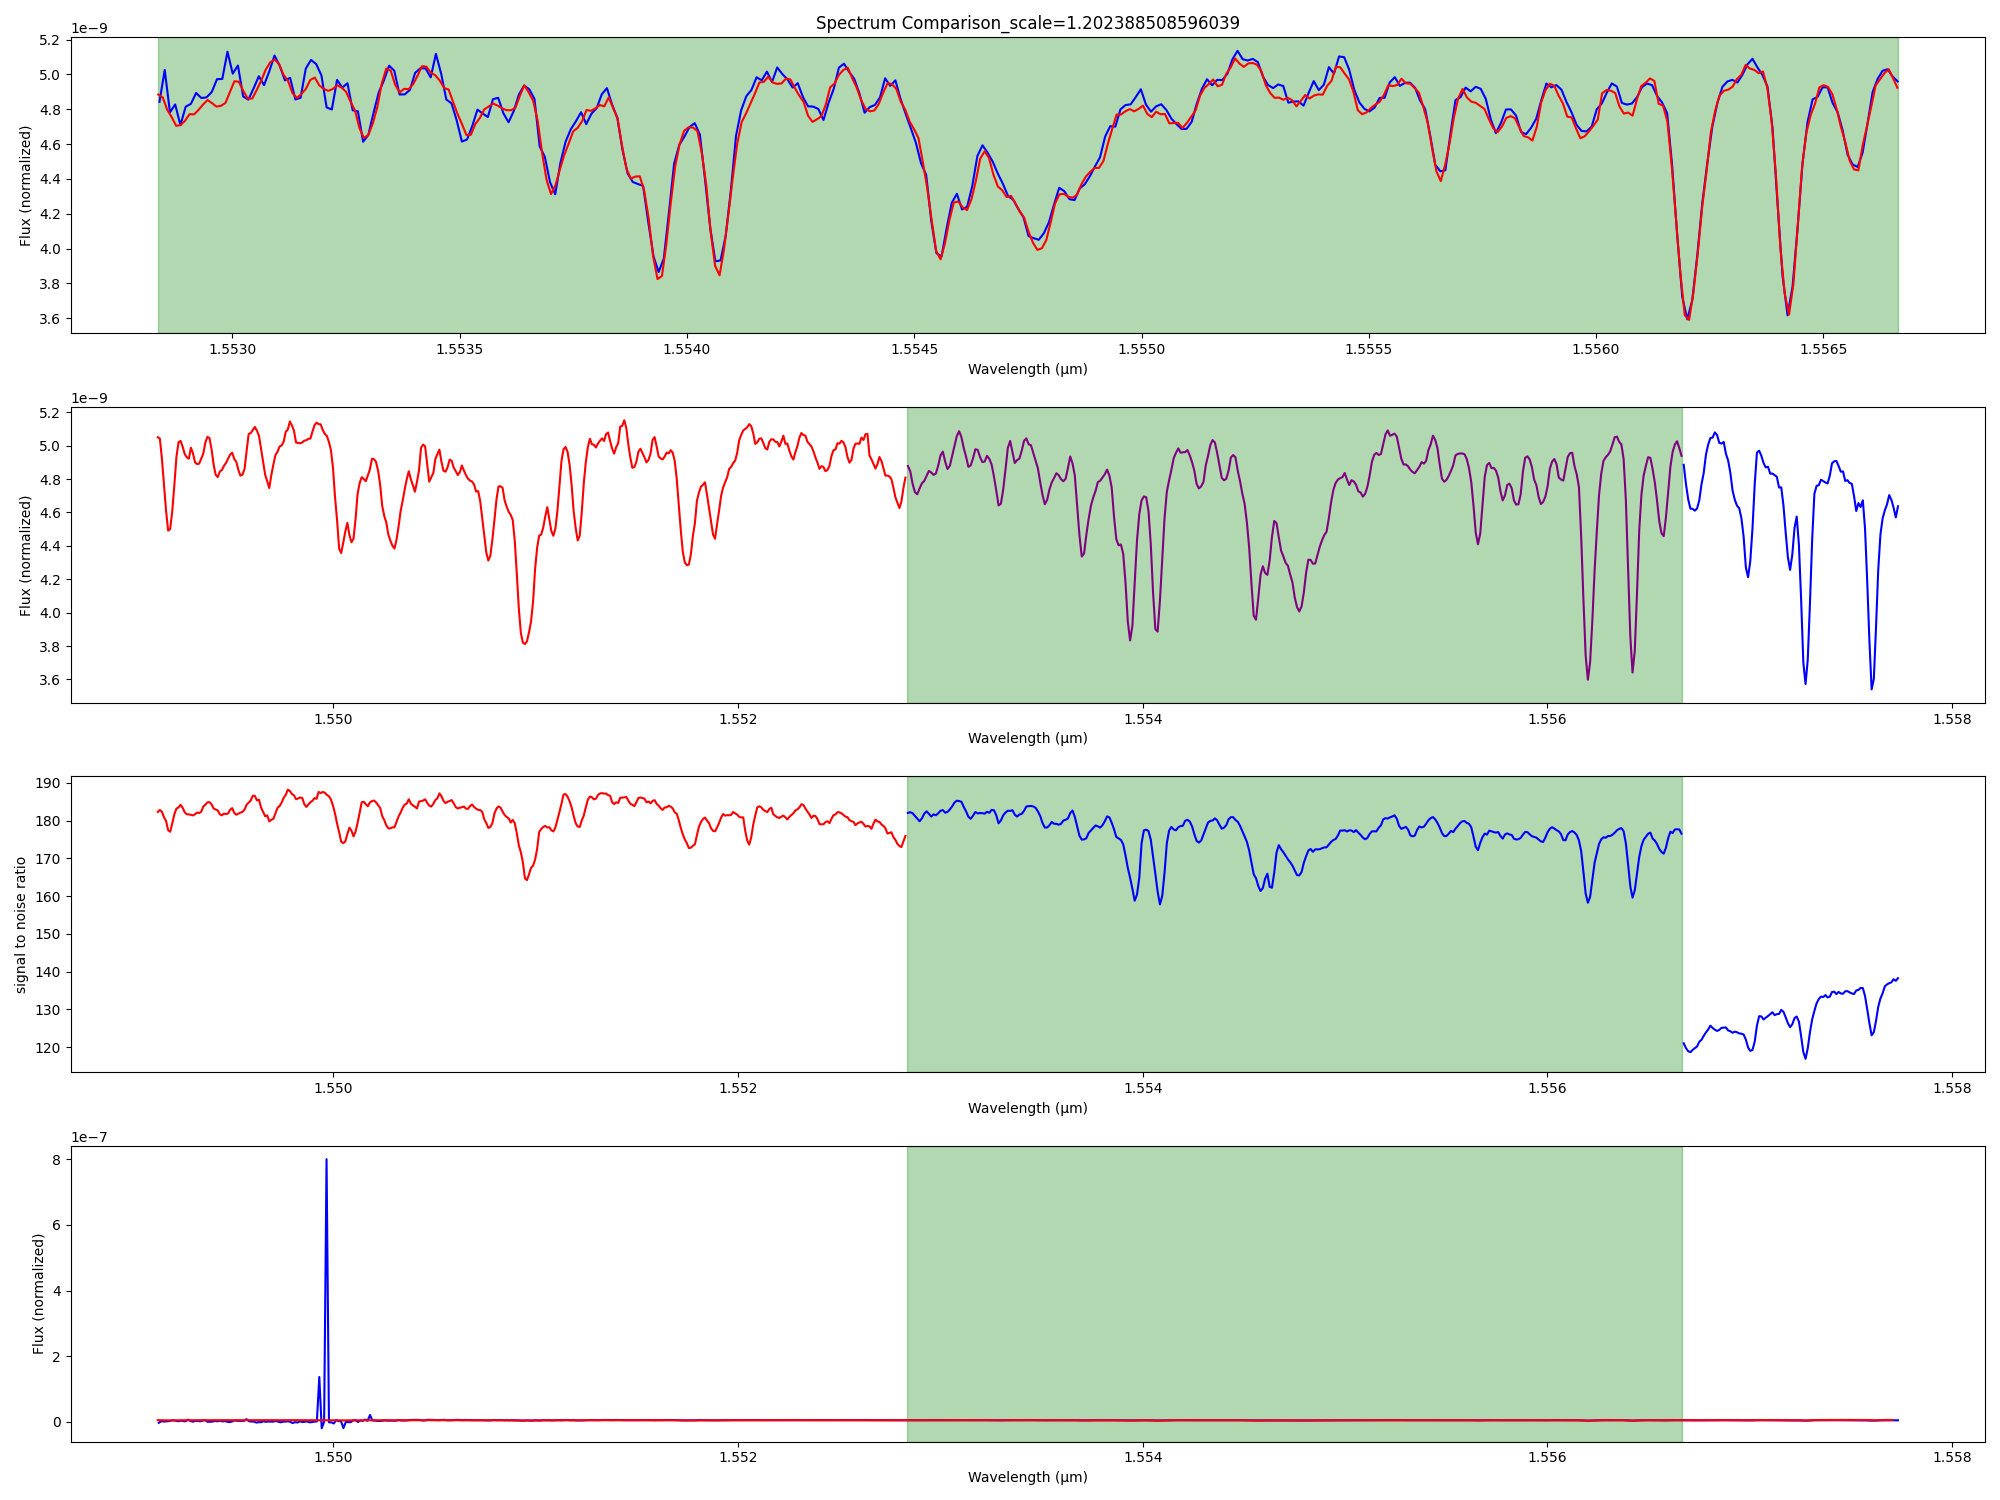 Spectrum Comparison_scale=1.202388508596039
1e−9
5.2
5.0
4.8
4.6
4.4
4.2
4.0
3.8
3.6
Flux (normalized)
1.5530 1.5535 1.5540 1.5545 1.5550 1.5555 1.5560 1.5565
Wavelength (μm)
1e−9
5.2
5.0
4.8
4.6
4.4
4.2
4.0
3.8
3.6
Flux (normalized)
1.550 1.552 1.554 1.556 1.558
Wavelength (μm)
190
180
170
160
150
140
130
120
signal to noise ratio
1.550 1.552 1.554 1.556 1.558
Wavelength (μm)
1e−7
8
6
4
2
0
Flux (normalized)
1.550 1.552 1.554 1.556 1.558
Wavelength (μm)